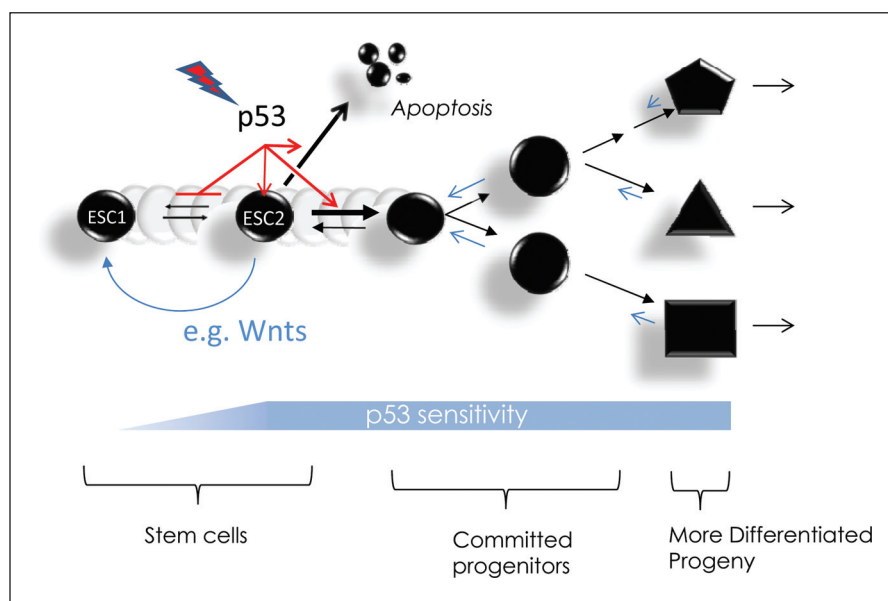 p53
Apoptosis
ESC1
ESC2
e.g. Wnts
p53 sensitivity
Stem cells
Committed
progenitors
More Differentiated
Progeny